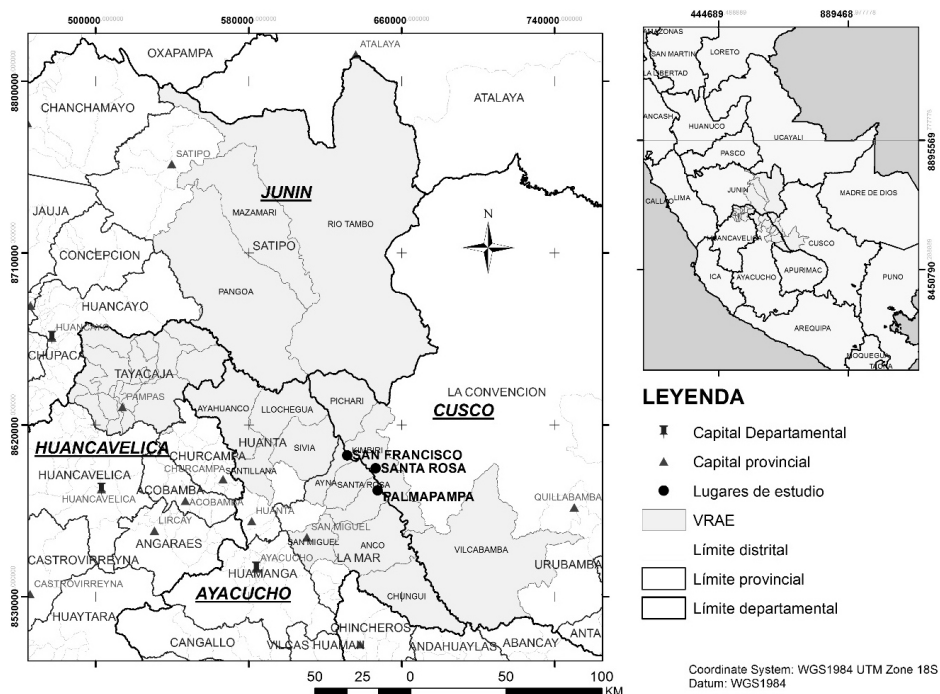 500000
580000
660000
740000
8800000
8710000
8620000
8530000
OXAPAMPA
ATALAYA
CHANCHAMAYO
ATALAYA
SATIPO
JUNIN
JAUJA
MAZAMARI
RIO TAMBO
SATIPO
CONCEPCION
N
PANGOA
HUANCAYO
HUANCAYO
CHUPACA
TAYACAJA
LA CONVENCION
PAMPAS
PICHARI
CUSCO
AYAHUANCO
LLOCHEGUA
HUANCAVELICA
HUANTA
SIVIA
CHURCAMPA
KIMBIRI
SAN FRANCISCO
HUANCAVELICA
CHURCAMPA
SANTILLANA
SANTA ROSA
AYNA
SANTA ROSA
ACOBAMBA
ACOBAMBA
PALMAPAMPA
HUANCAVELICA
HUANTA
QUILLABAMBA
LIRCAY
SAN MIGUEL
ANGARAES
SAN MIGUEL
ANCO
VILCABAMBA
CASTROVIRREYNA
AYACUCHO
LA MAR
URUBAMBA
HUAMANGA
CASTROVIRREYNA
AYACUCHO
CHUNGUI
HUAYTARA
CHINCHEROS
ANTA
CANGALLO
VILCAS HUAMAN
ANDAHUAYLAS
ABANCAY
50
25
0
50
100
KM
444689
889468
8895569
8450790
AMAZONAS
SAN MARTIN
LORETO
LA LIBERTAD
ANCASH
HUANUCO
UCAYALI
PASCO
JUNIN
MADRE DE DIOS
CALLAO
LIMA
HUANCAVELICA
CUSCO
ICA
AYACUCHO
APURIMAC
PUNO
AREQUIPA
MOQUEGUA
TACNA
LEYENDA
Capital Departamental
Capital provincial
Lugares de estudio
VRAE
Límite distrital
Límite provincial
Límite departamental
Coordinate System: WGS1984 UTM Zone 18S
Datum: WGS1984